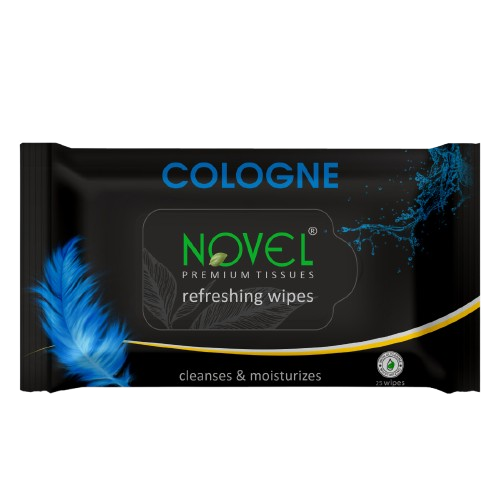 COLOGNE
NOVEL®
PREMIUM TISSUES
refreshing wipes
cleanses & moisturizes
25 wipes